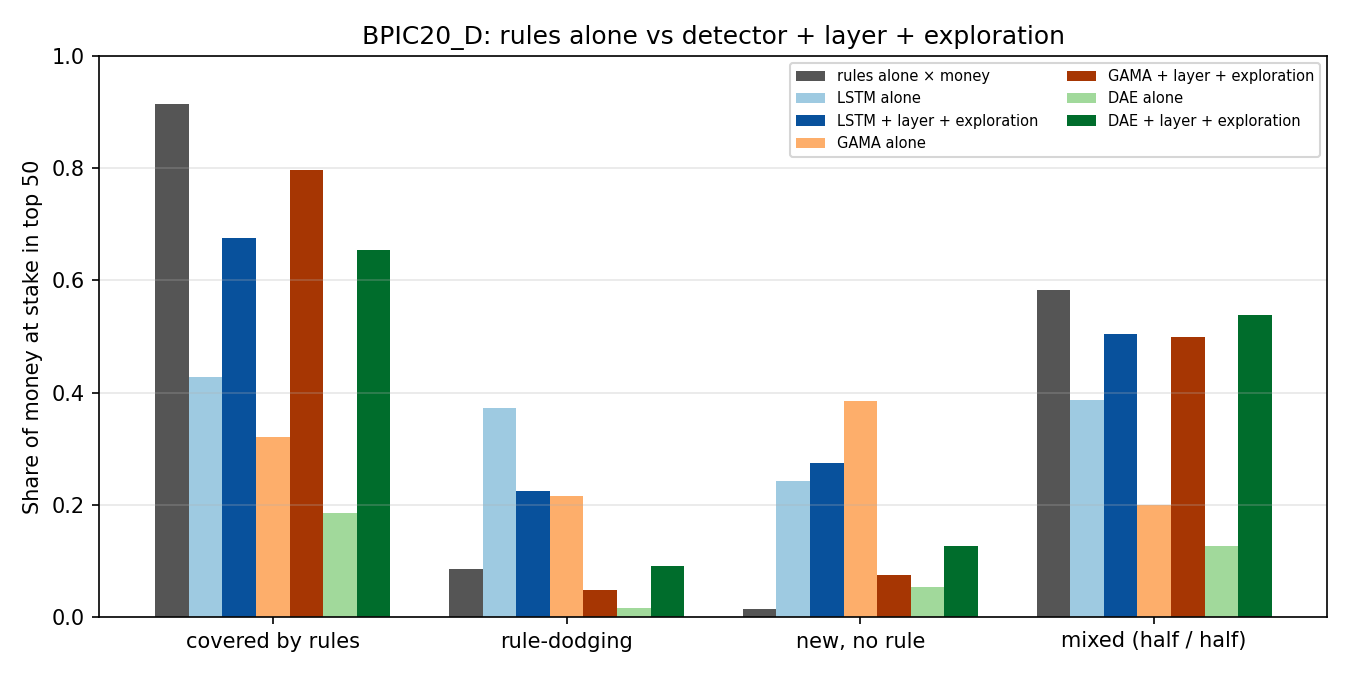 BPIC20_D: rules alone vs detector + layer + exploration
Share of money at stake in top 50
1.0
0.8
0.6
0.4
0.2
0.0
rules alone × money
LSTM alone
LSTM + layer + exploration
GAMA alone
GAMA + layer + exploration
DAE alone
DAE + layer + exploration
covered by rules
rule-dodging
new, no rule
mixed (half / half)